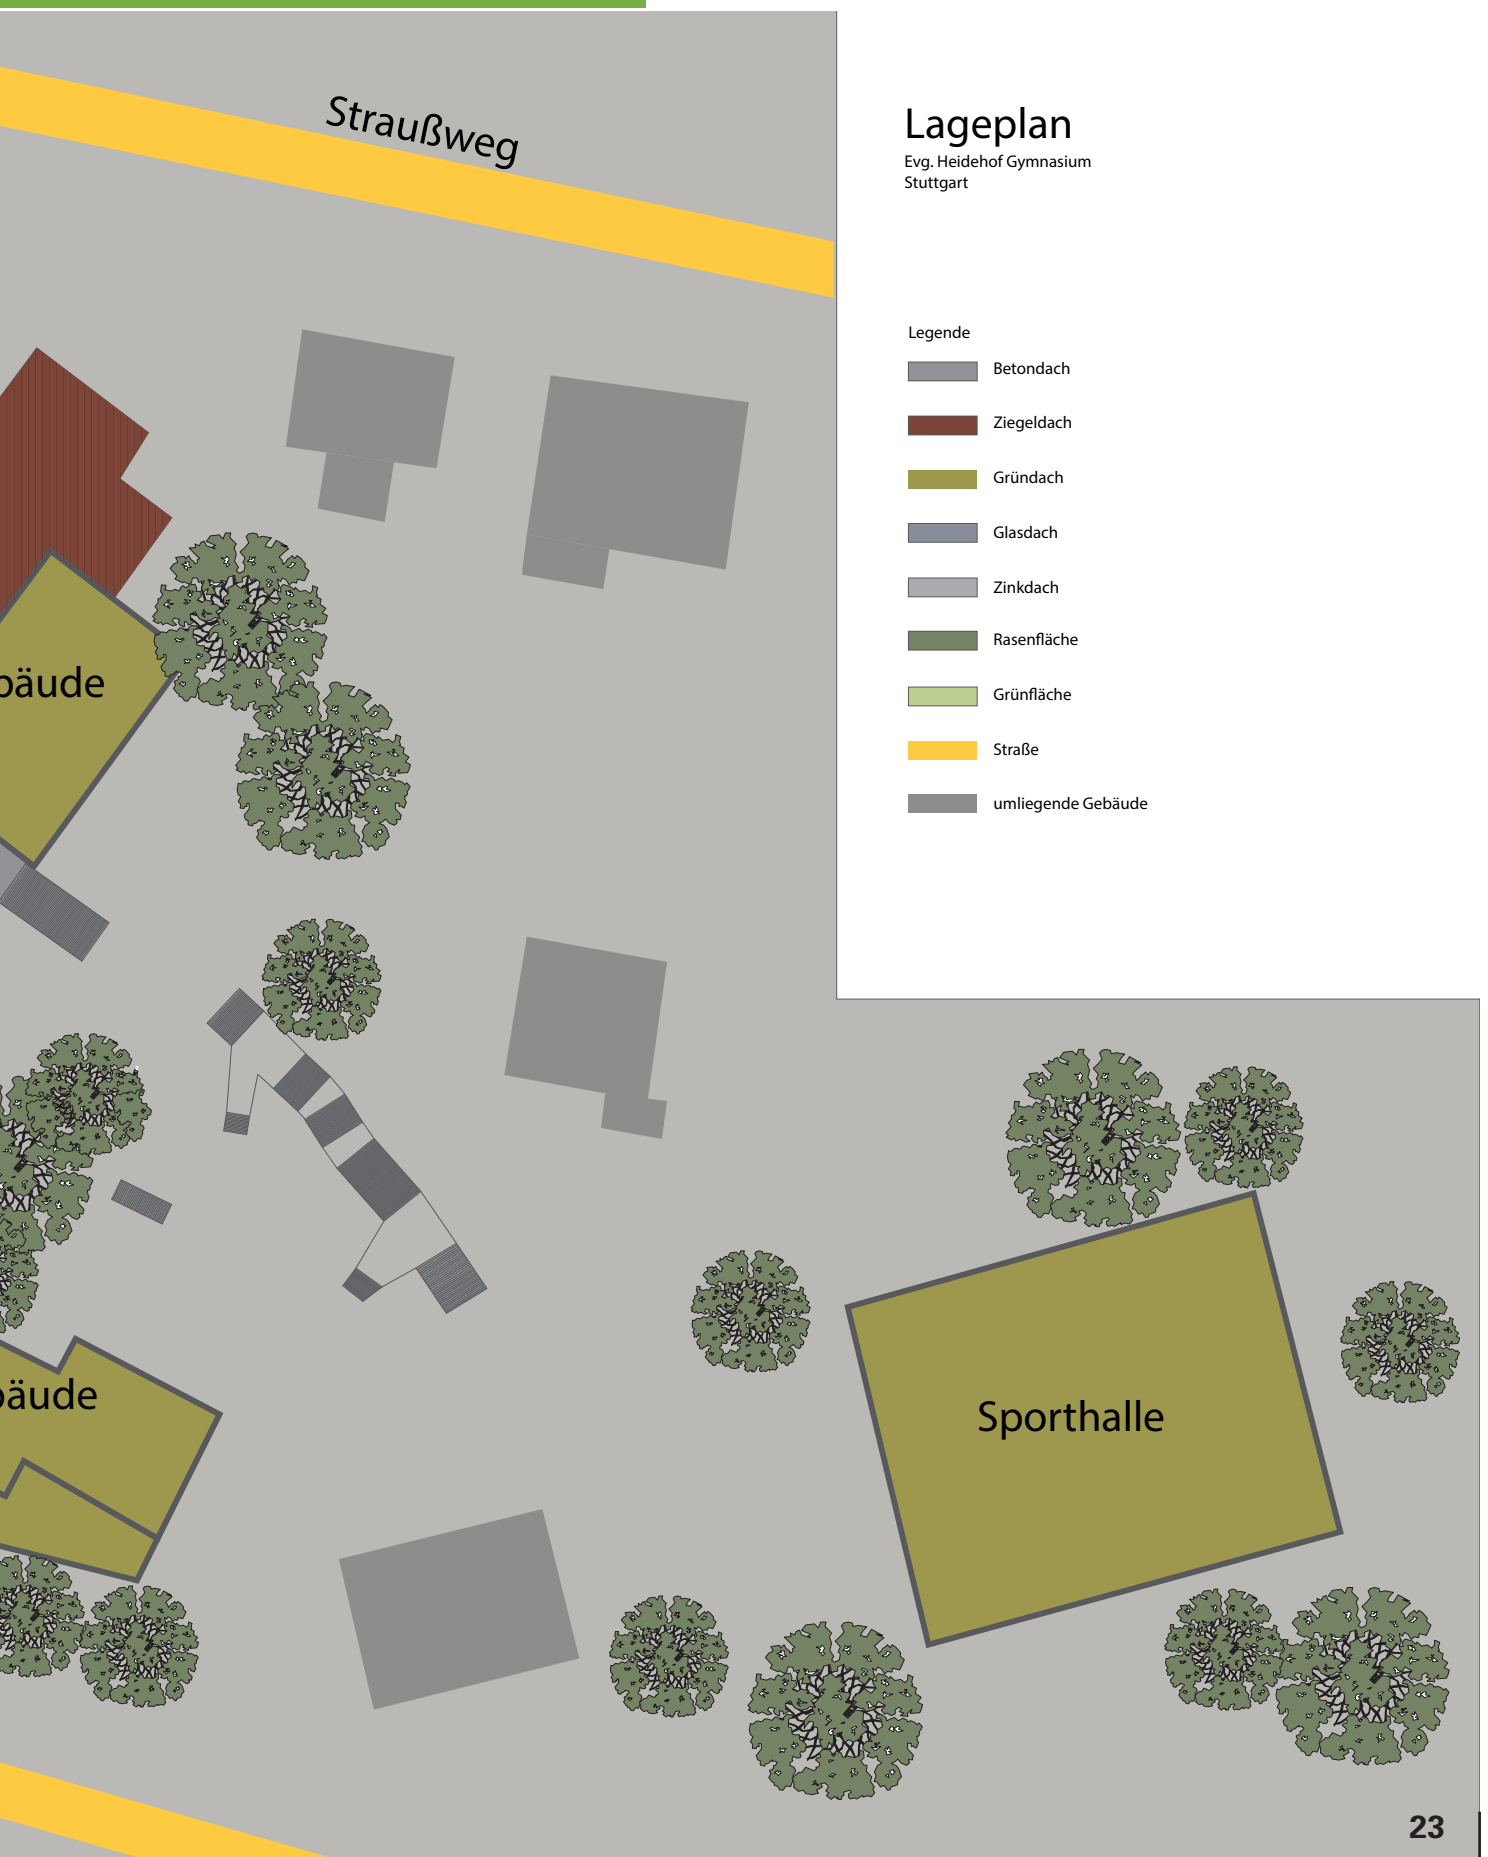 Straußweg
Lageplan
Evg. Heidehof Gymnasium
Stuttgart
Legende
Betondach
Ziegeldach
Gründach
Glasdach
Zinkdach
Rasenfläche
Grünfläche
Straße
umliegende Gebäude
bäude
bäude
Sporthalle
23